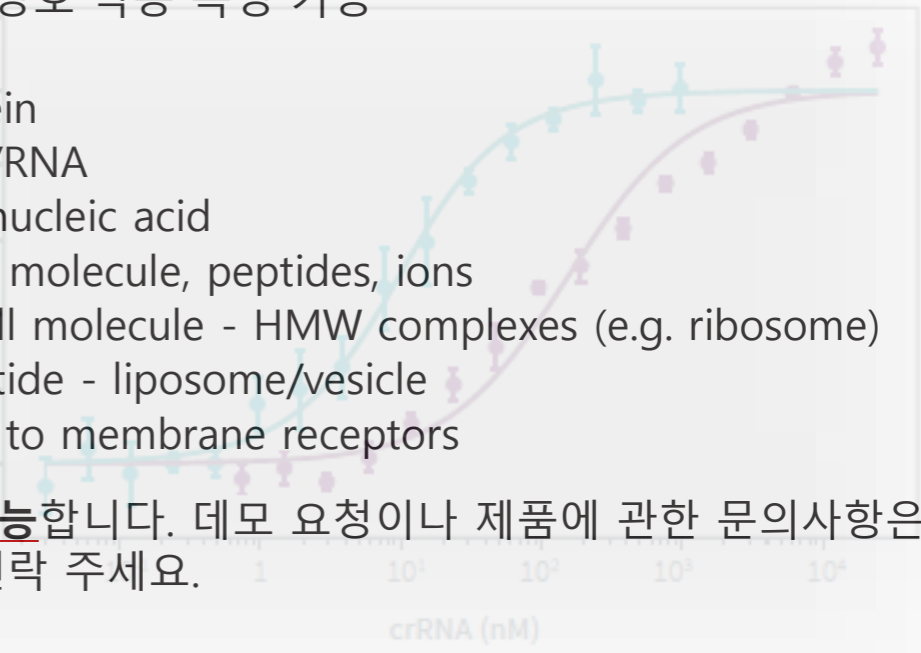 ein
/RNA
nucleic acid
molecule, peptides, ions
ll molecule - HMW complexes (e.g. ribosome)
tide - liposome/vesicle
to membrane receptors
능합니다. 데모 요청이나 제품에 관한 문의사항은
락 주세요.
1 10¹ 10² 10³ 10⁴
crRNA (nM)